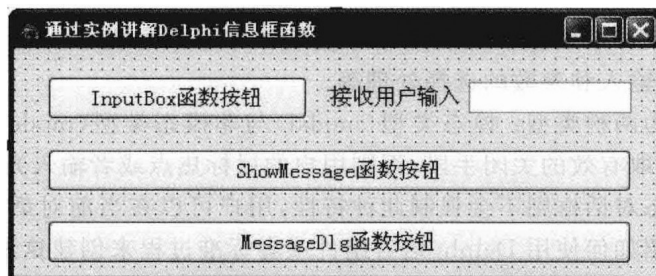 通过实例讲解Delphi信息框函数
InputBox函数按钮 接收用户输入
ShowMessage函数按钮
MessageDlg函数按钮